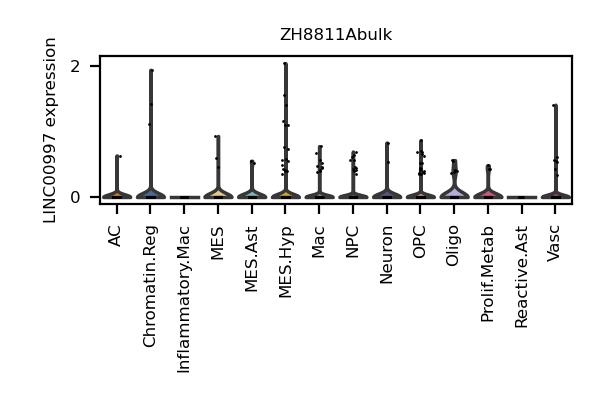 ZH8811Abulk
LINC00997 expression
2
0
AC
Chromatin.Reg
Inflammatory.Mac
MES
MES.Ast
MES.Hyp
Mac
NPC
Neuron
OPC
Oligo
Prolif.Metab
Reactive.Ast
Vasc